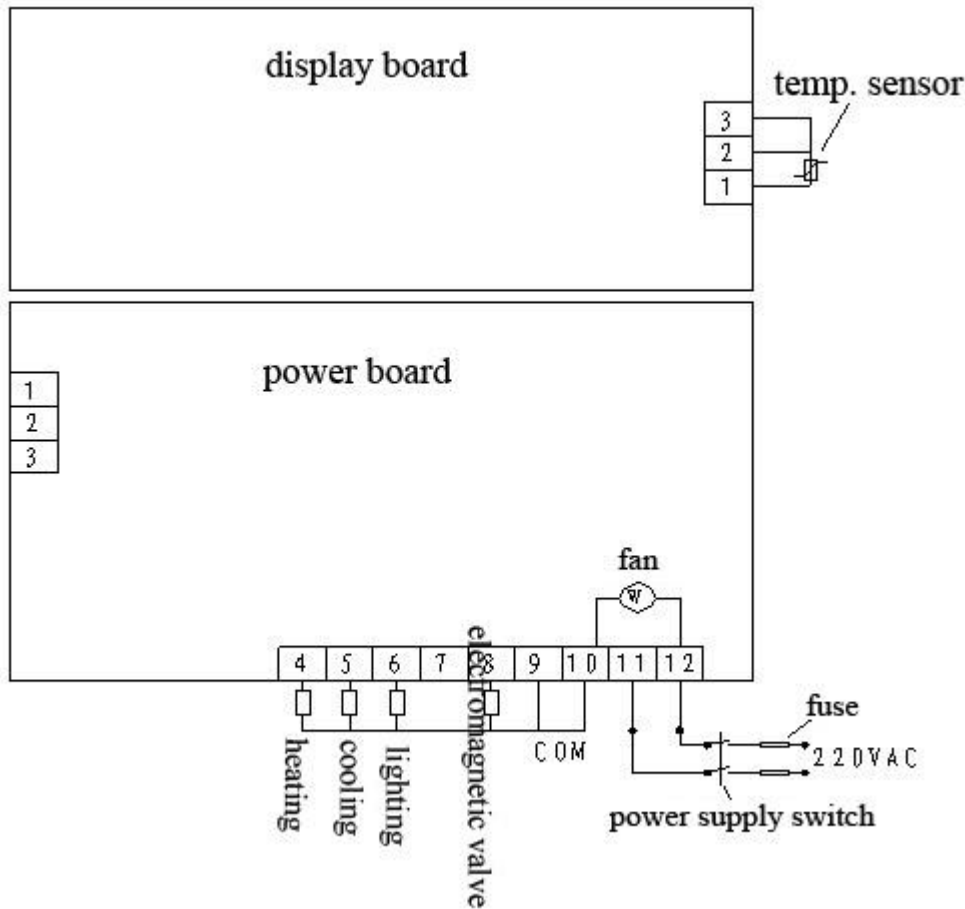 display board
temp. sensor
3
2
1
power board
1
2
3
fan
W
4 5 6 7 8 9 10 11 12
heating
cooling
lighting
electromagnetic valve
COM
fuse
220VAC
power supply switch